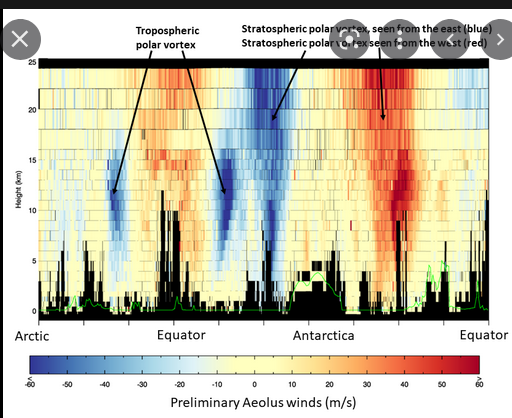 Tropospheric
polar vortex
Stratospheric polar vortex, seen from the east (blue)
Stratospheric polar vortex seen from the west (red)
25
20
15
10
5
0
Height (km)
Arctic Equator Antarctica Equator
-60 -50 -40 -30 -20 -10 0 10 20 30 40 50 60
Preliminary Aeolus winds (m/s)